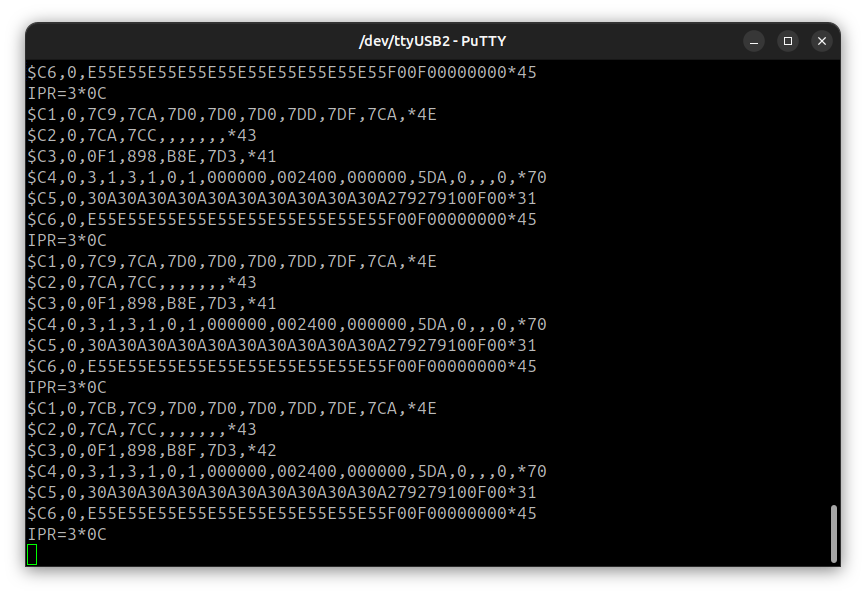 /dev/ttyUSB2 - PuTTY
$C6,0,E55E55E55E55E55E55E55E55E55E55F00F00000000*45
IPR=3*0C
$C1,0,7C9,7CA,7D0,7D0,7D0,7DD,7DF,7CA,*4E
$C2,0,7CA,7CC,,,,,,,*43
$C3,0,0F1,898,B8E,7D3,*41
$C4,0,3,1,3,1,0,1,000000,002400,000000,5DA,0,,,0,*70
$C5,0,30A30A30A30A30A30A30A30A30A30A279279100F00*31
$C6,0,E55E55E55E55E55E55E55E55E55E55F00F00000000*45
IPR=3*0C
$C1,0,7C9,7CA,7D0,7D0,7D0,7DD,7DF,7CA,*4E
$C2,0,7CA,7CC,,,,,,,*43
$C3,0,0F1,898,B8E,7D3,*41
$C4,0,3,1,3,1,0,1,000000,002400,000000,5DA,0,,,0,*70
$C5,0,30A30A30A30A30A30A30A30A30A30A279279100F00*31
$C6,0,E55E55E55E55E55E55E55E55E55E55F00F00000000*45
IPR=3*0C
$C1,0,7CB,7C9,7D0,7D0,7D0,7DD,7DE,7CA,*4E
$C2,0,7CA,7CC,,,,,,,*43
$C3,0,0F1,898,B8F,7D3,*42
$C4,0,3,1,3,1,0,1,000000,002400,000000,5DA,0,,,0,*70
$C5,0,30A30A30A30A30A30A30A30A30A30A279279100F00*31
$C6,0,E55E55E55E55E55E55E55E55E55E55F00F00000000*45
IPR=3*0C